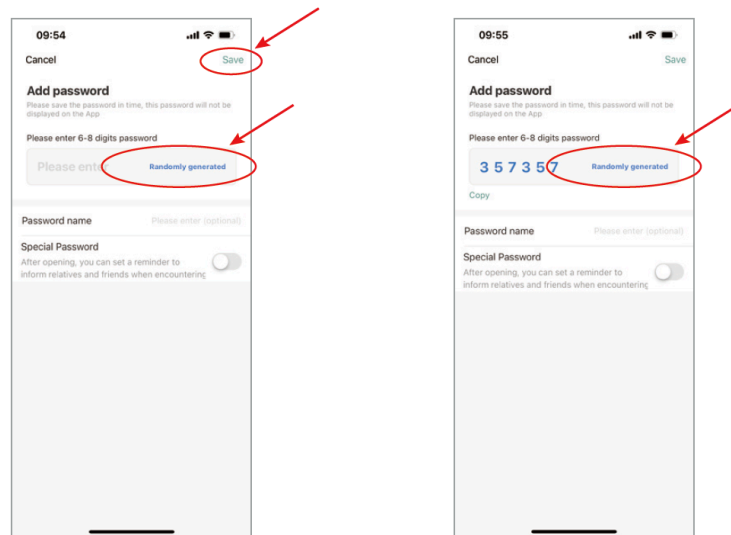 09:54
Cancel
Save
Add password
Please save the password in time, this password will not be
displayed on the App
Please enter 6-8 digits password
Please enter
Randomly generated
Password name
Please enter (optional)
Special Password
After opening, you can set a reminder to
inform relatives and friends when encountering
09:55
Cancel
Save
Add password
Please save the password in time, this password will not be
displayed on the App
Please enter 6-8 digits password
357357
Randomly generated
Copy
Password name
Please enter (optional)
Special Password
After opening, you can set a reminder to
inform relatives and friends when encountering